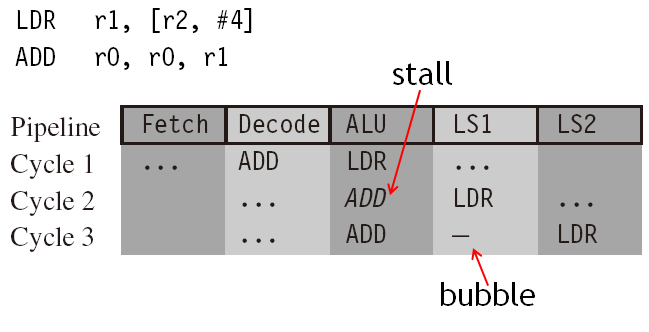 LDR r1, [r2, #4]
ADD r0, r0, r1
stall
Pipeline Fetch Decode ALU LS1 LS2
Cycle 1 ... ADD LDR ...
Cycle 2 ... ADD LDR ...
Cycle 3 ... ADD — LDR
bubble